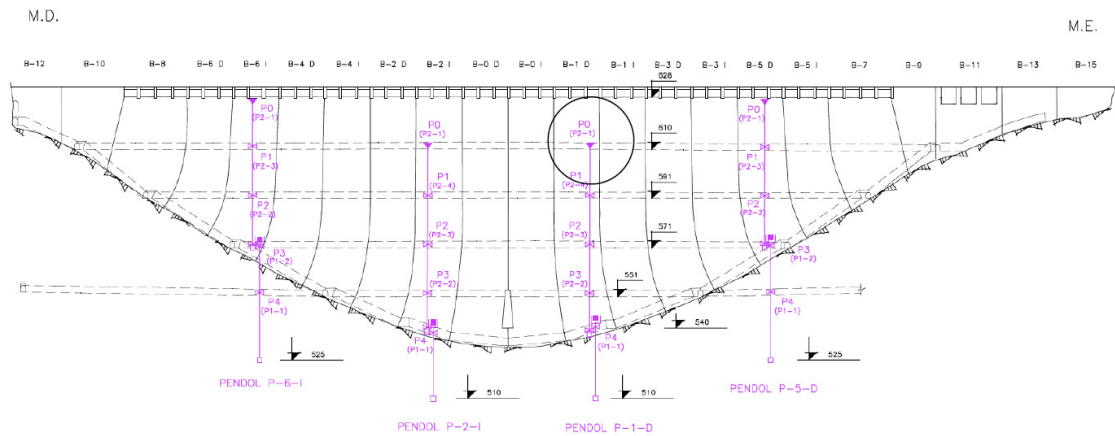 M.D.
M.E.
B-12 B-10 B-8 B-6 D B-6 I B-4 D B-4 I B-2 D B-2 I B-0 D B-0 I B-1 D B-1 I B-3 D B-3 I B-5 D B-5 I B-7 B-9 B-11 B-13 B-15
628
P0
(P2-1)
P0
(P2-1)
P0
(P2-1)
P0
(P2-1)
610
P1
(P2-3)
P1
(P2-4)
P1
(P2-4)
591
P1
(P2-3)
P2
(P2-2)
P2
(P2-3)
P2
(P2-3)
571
P2
(P2-2)
P3
(P1-2)
P3
(P2-2)
P3
(P2-2)
551
P3
(P1-2)
P4
(P1-1)
P4
(P1-1)
P4
(P1-1)
540
P4
(P1-1)
525
525
PENDOL P-6-I
510
510
PENDOL P-5-D
PENDOL P-2-I
PENDOL P-1-D